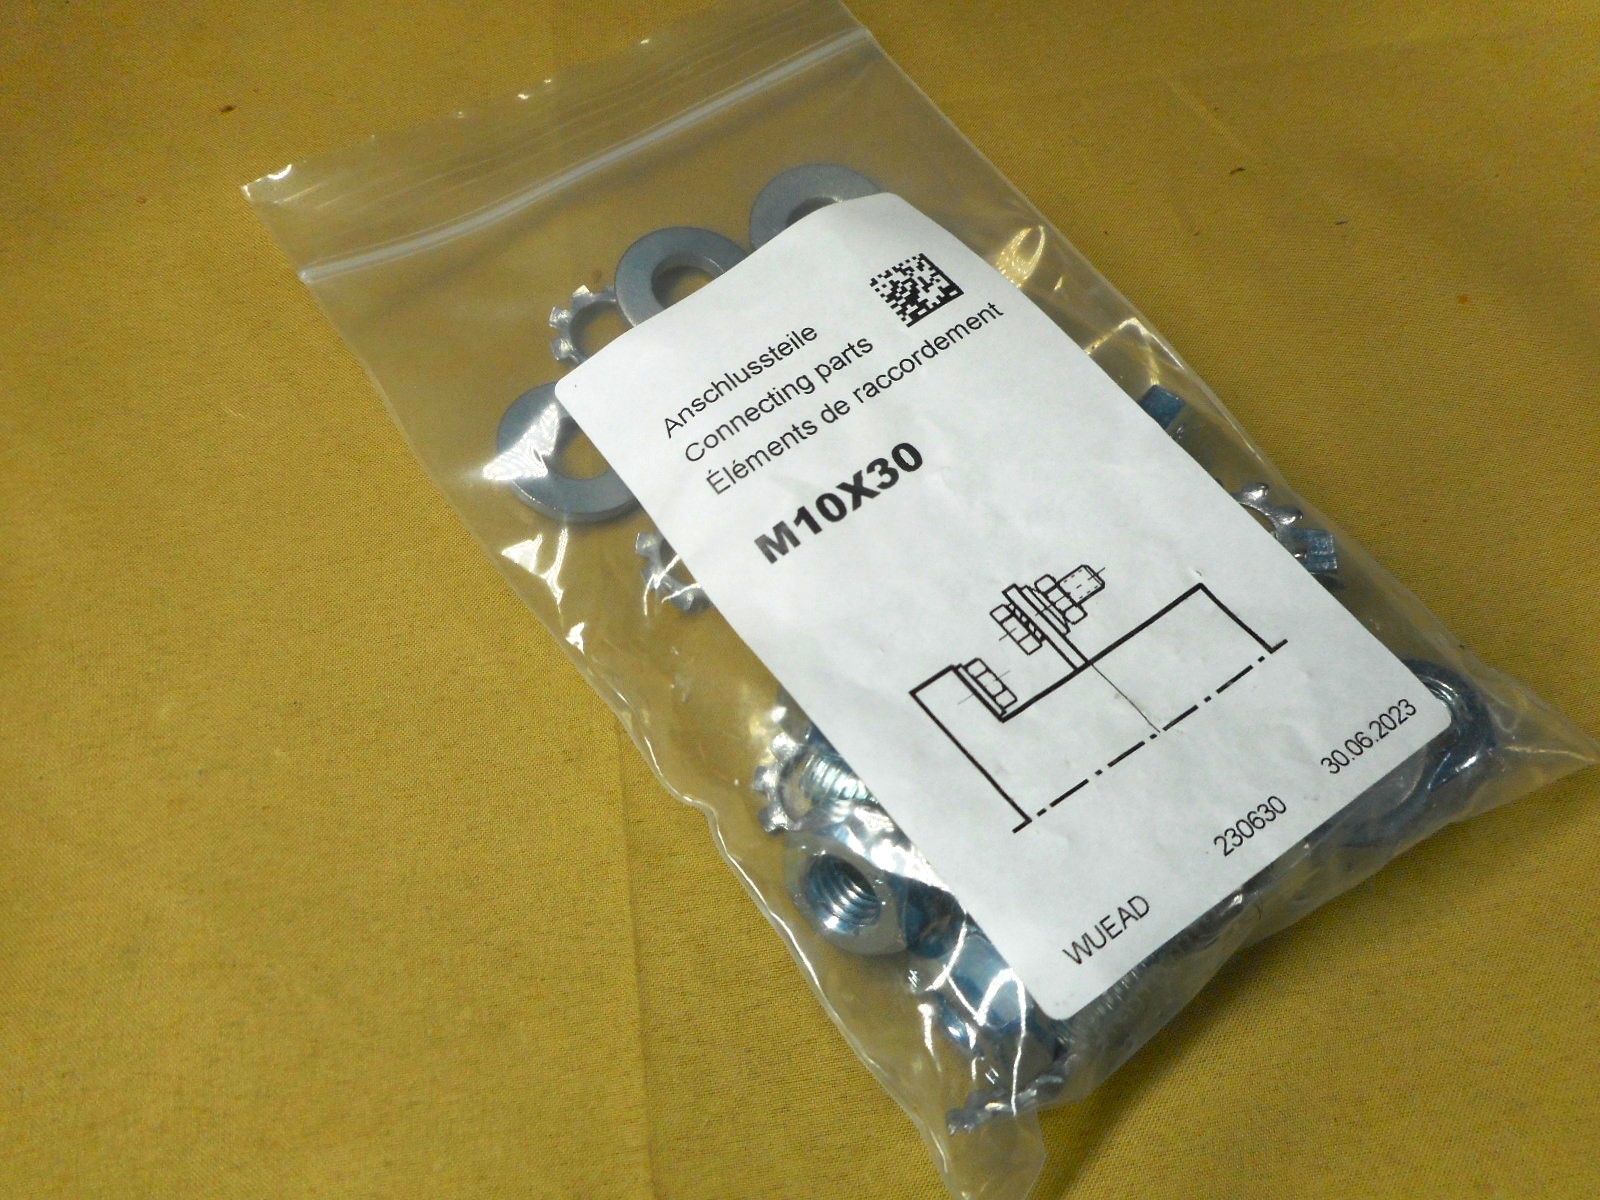 Anschlussteile
Connecting parts
Éléments de raccordement
M10X30
WUEAD 230630 30.06.2023